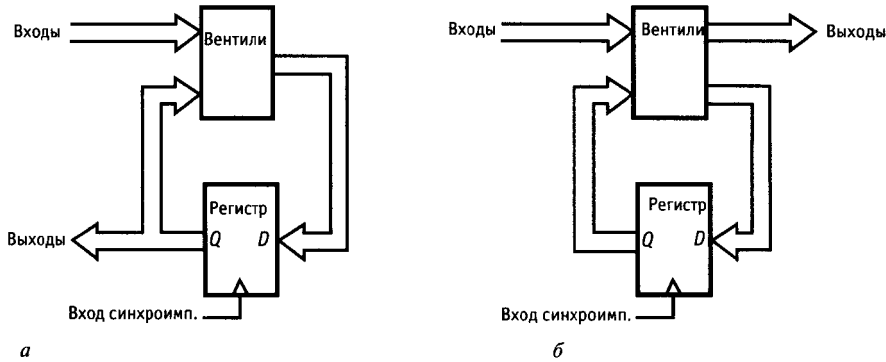 Входы
Вентили
Регистр
Q D
Выходы
Вход синхроимп.
а
Входы
Вентили
Выходы
Регистр
Q D
Вход синхроимп.
б